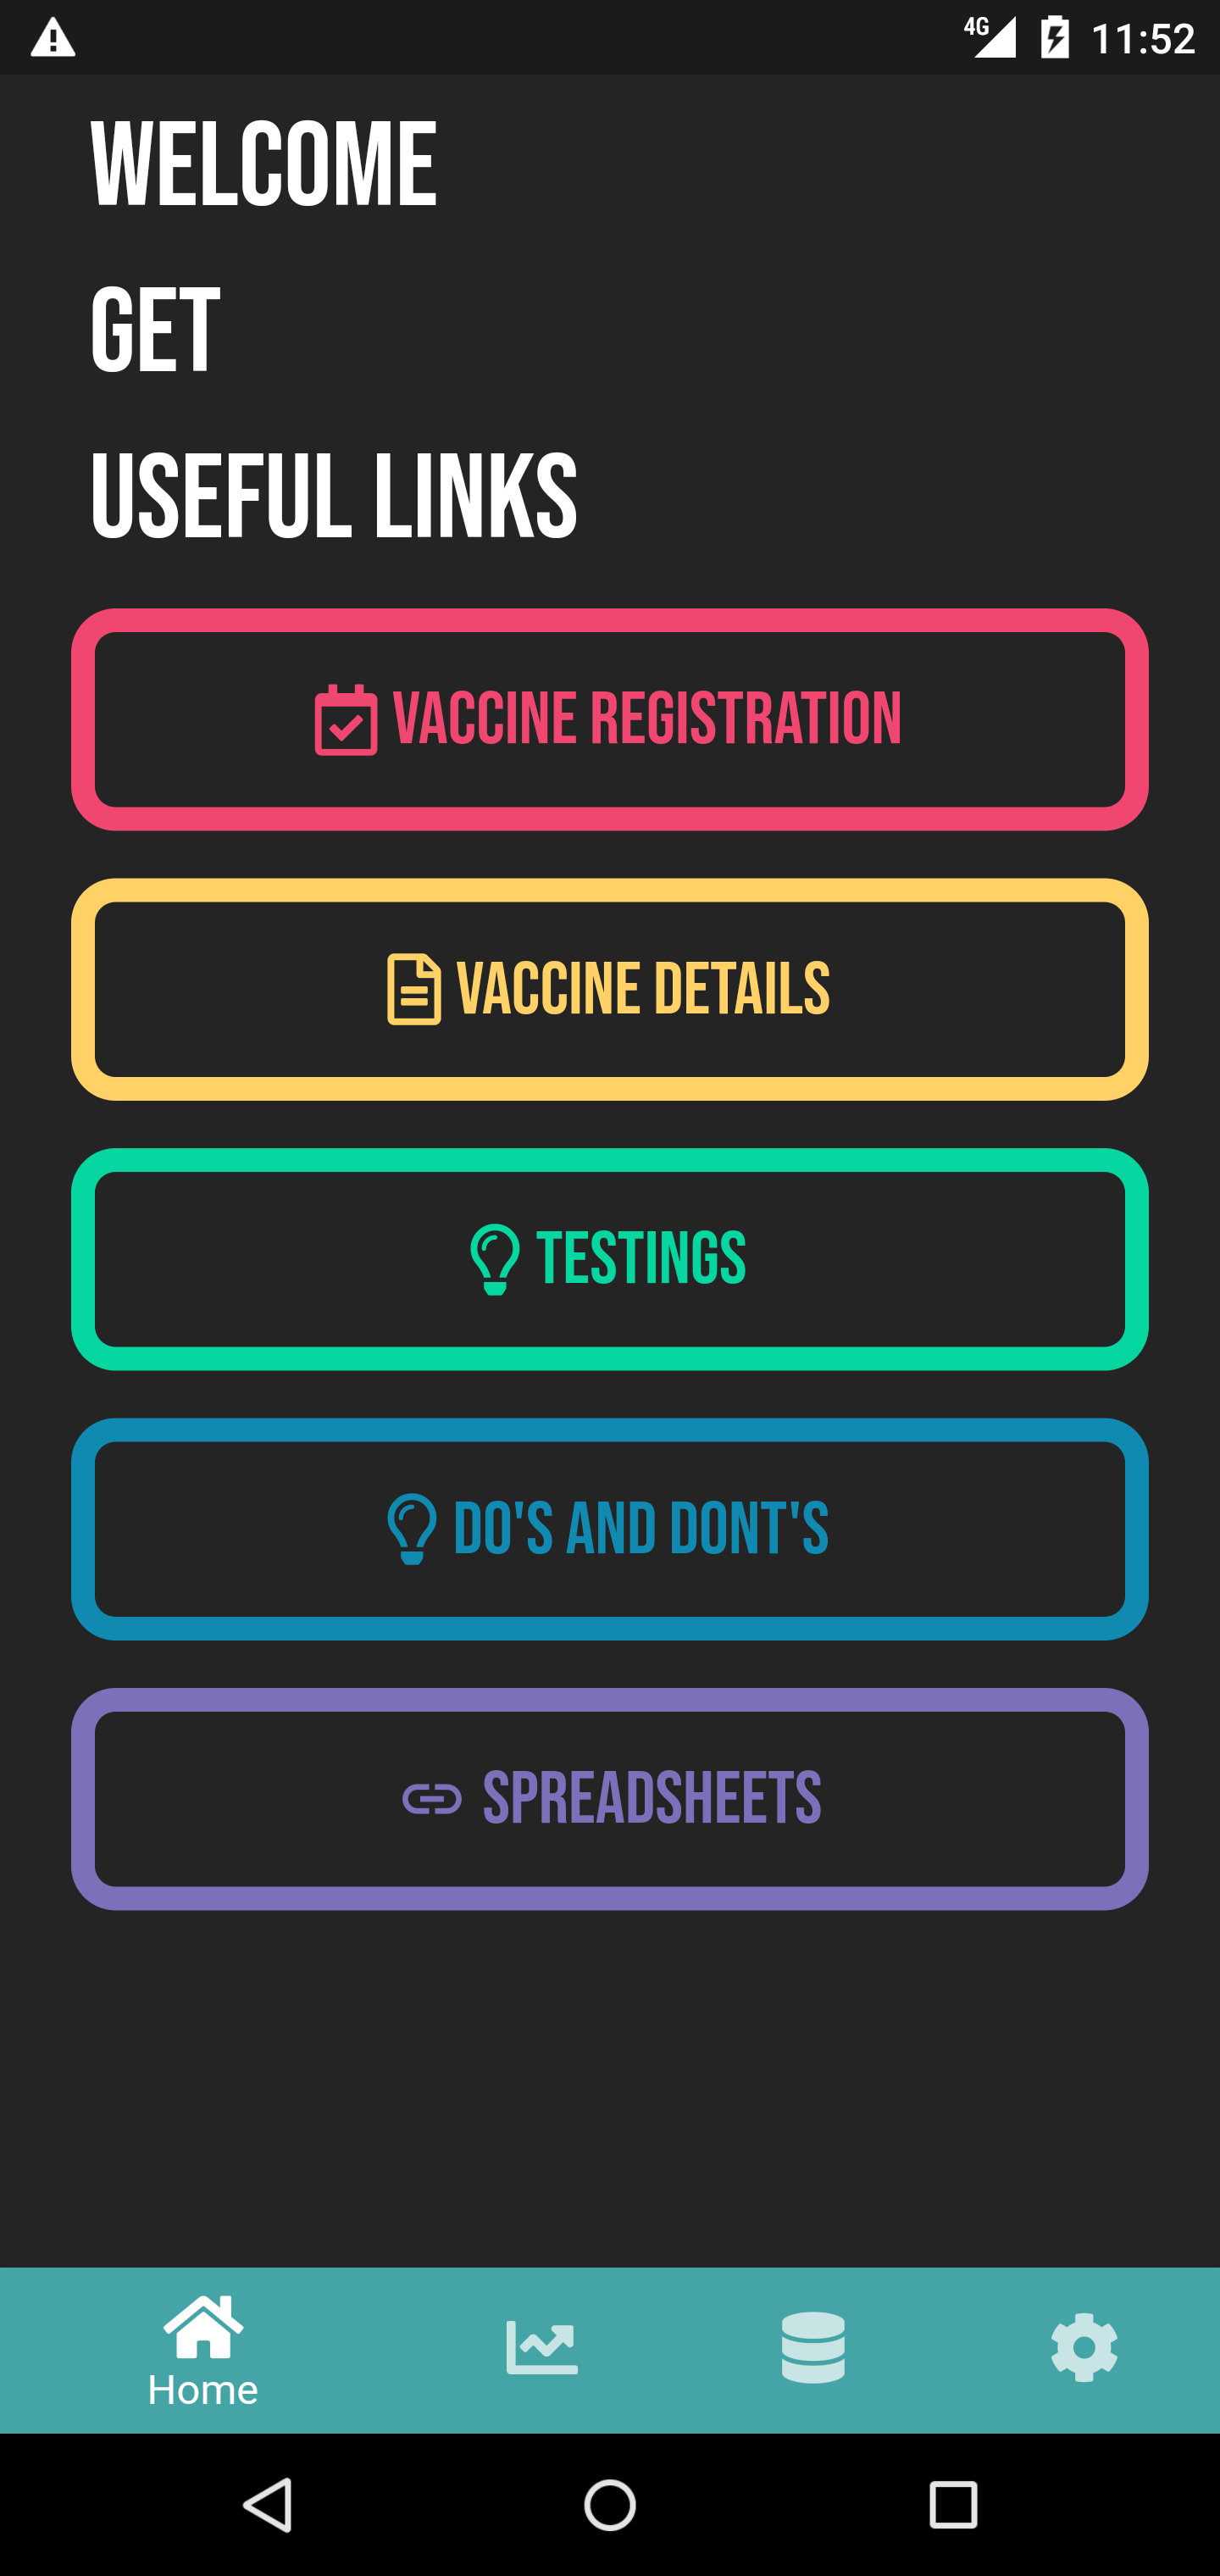 4G 11:52
WELCOME
GET
USEFUL LINKS
VACCINE REGISTRATION
VACCINE DETAILS
TESTINGS
DO'S AND DONT'S
SPREADSHEETS
Home